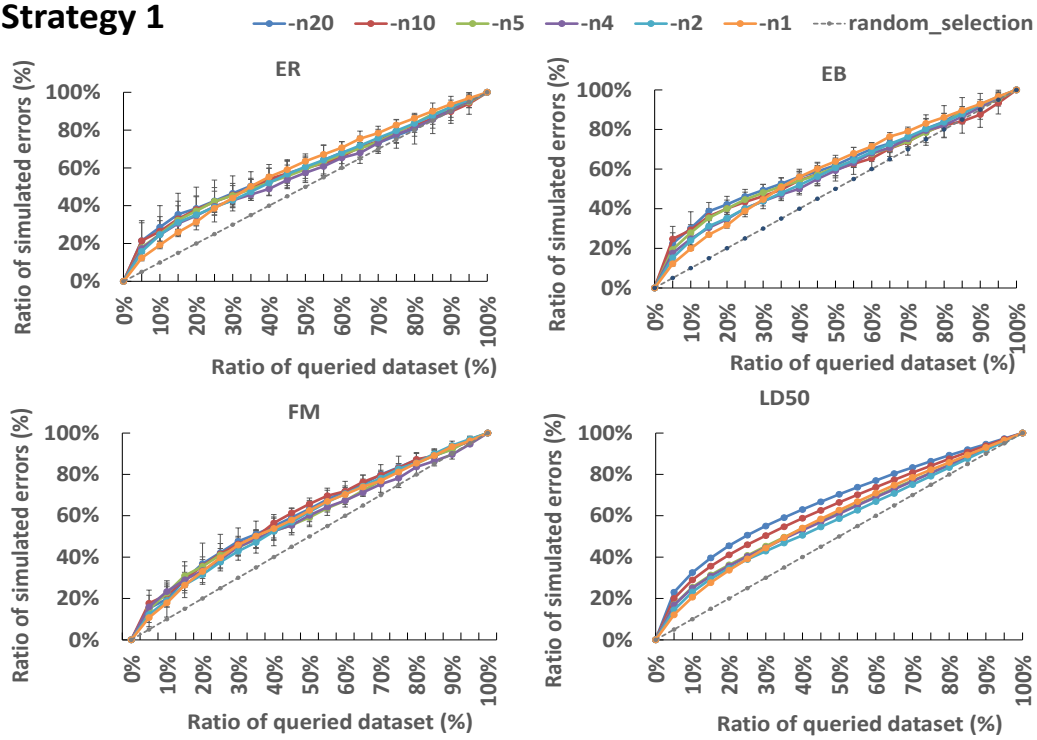 Strategy 1
-n20 -n10 -n5 -n4 -n2 -n1 random_selection
ER
Ratio of simulated errors (%)
100%
80%
60%
40%
20%
0%
0% 10% 20% 30% 40% 50% 60% 70% 80% 90% 100%
Ratio of queried dataset (%)
EB
Ratio of simulated errors (%)
100%
80%
60%
40%
20%
0%
0% 10% 20% 30% 40% 50% 60% 70% 80% 90% 100%
Ratio of queried dataset (%)
FM
Ratio of simulated errors (%)
100%
80%
60%
40%
20%
0%
0% 10% 20% 30% 40% 50% 60% 70% 80% 90% 100%
Ratio of queried dataset (%)
LD50
Ratio of simulated errors (%)
100%
80%
60%
40%
20%
0%
0% 10% 20% 30% 40% 50% 60% 70% 80% 90% 100%
Ratio of queried dataset (%)